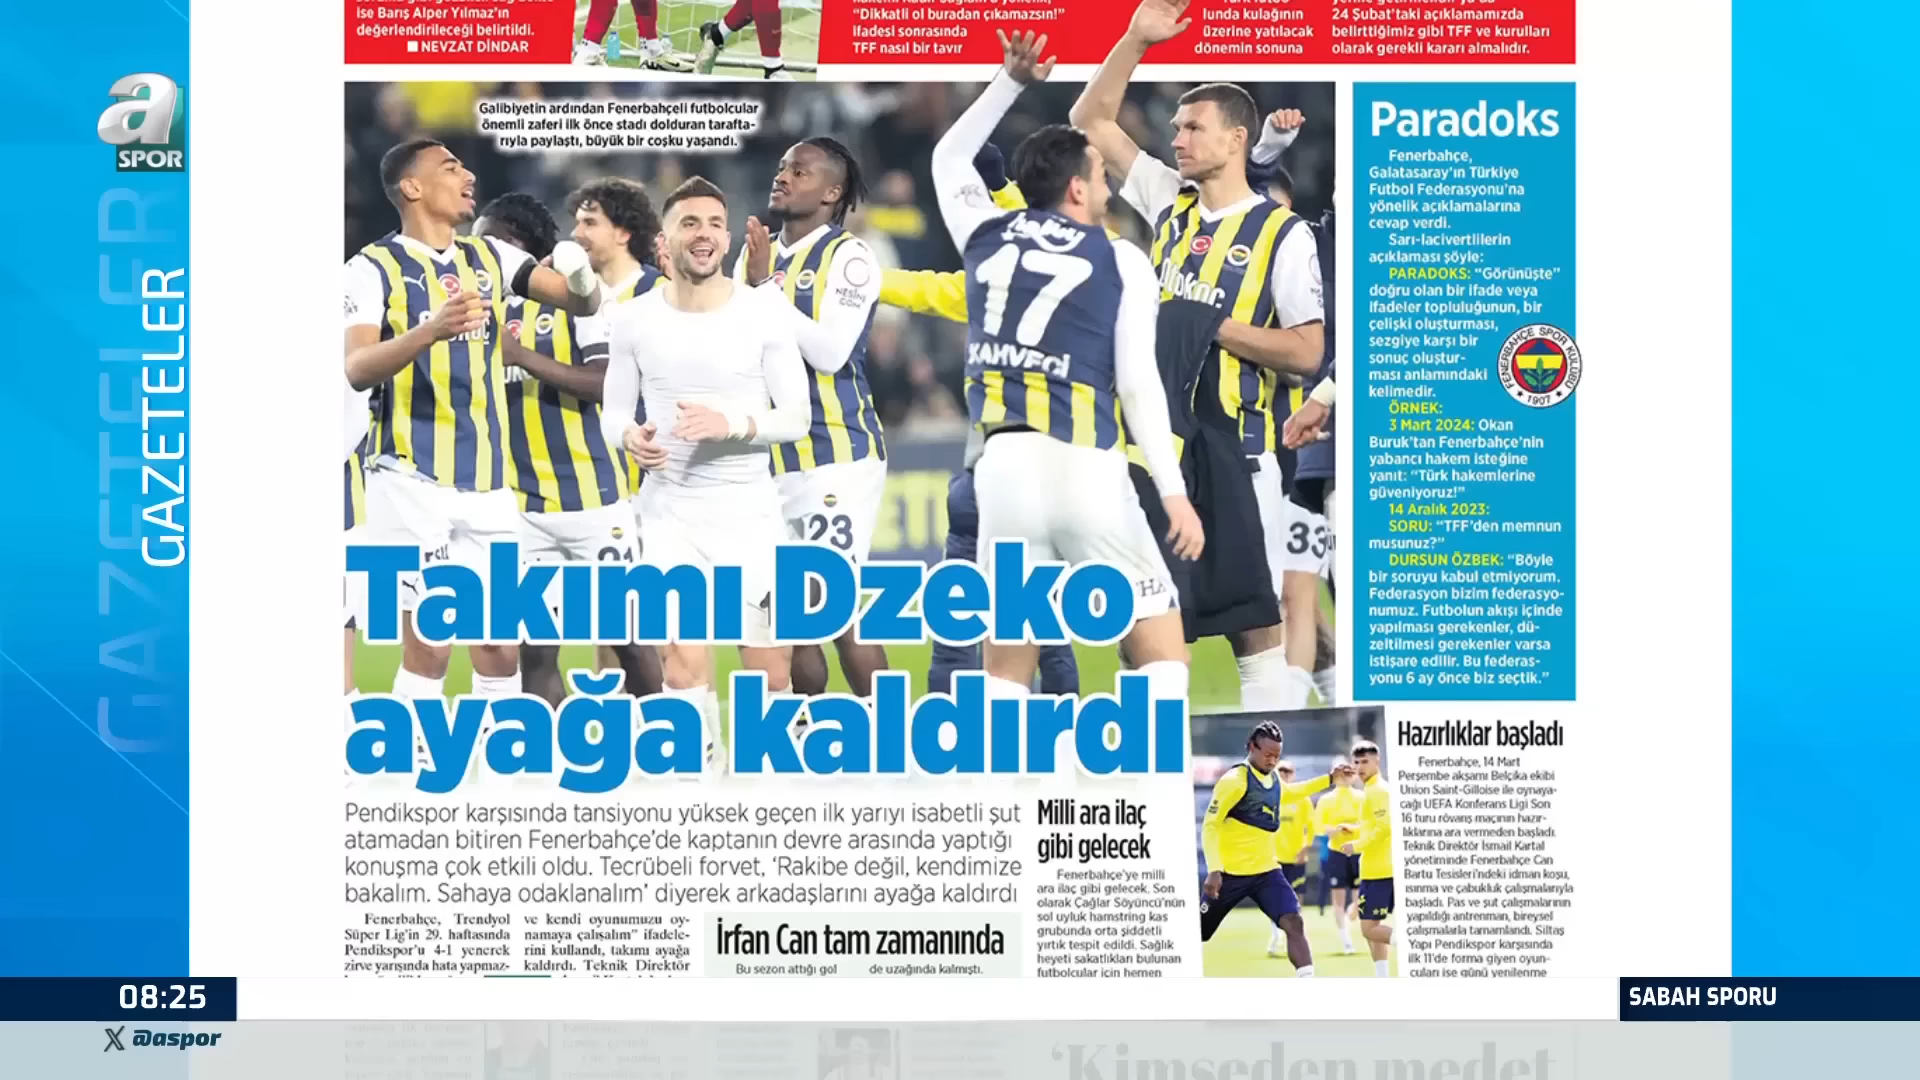 ise Barış Alper Yılmaz'ın
değerlendirileceği belirtildi.
■ NEVZAT DİNDAR
"Dikkatli ol buradan çıkamazsın!"
ifadesi sonrasında
TFF nasıl bir tavır
lunda kulağının
üzerine yatılacak
dönemin sonuna
24 Şubat'taki açıklamamızda
belirttiğimiz gibi TFF ve kurulları
olarak gerekli kararı almalıdır.
a
SPOR
GAZETELER
GAZETELER
Galibiyetin ardından Fenerbahçeli futbolcular
önemli zaferi ilk önce stadı dolduran tarafta-
rıyla paylaştı, büyük bir coşku yaşandı.
NESİNE
COM
17
KAHVECİ
Otokoç
23
21
33
Takımı Dzeko
ayağa kaldırdı
Pendikspor karşısında tansiyonu yüksek geçen ilk yarıyı isabetli şut
atamadan bitiren Fenerbahçe'de kaptanın devre arasında yaptığı
konuşma çok etkili oldu. Tecrübeli forvet, 'Rakibe değil, kendimize
bakalım. Sahaya odaklanalım' diyerek arkadaşlarını ayağa kaldırdı
Fenerbahçe, Trendyol
Süper Lig'in 29. haftasında
Pendikspor'u 4-1 yenerek
zirve yarışında hata yapmaz-
ve kendi oyunumuzu oy-
namaya çalışalım" ifadele-
rini kullandı, takımı ayağa
kaldırdı. Teknik Direktör
İrfan Can tam zamanında
Bu sezon attığı gol
de uzağında kalmıştı.
Milli ara ilaç
gibi gelecek
Fenerbahçe'ye milli
ara ilaç gibi gelecek. Son
olarak Çağlar Söyüncü'nün
sol uyluk hamstring kas
grubunda orta şiddetli
yırtık tespit edildi. Sağlık
heyeti sakatlıkları bulunan
futbolcular için hemen
Paradoks
Fenerbahçe,
Galatasaray'ın Türkiye
Futbol Federasyonu'na
yönelik açıklamalarına
cevap verdi.
Sarı-lacivertlilerin
açıklaması şöyle:
PARADOKS: "Görünüşte"
doğru olan bir ifade veya
ifadeler topluluğunun, bir
çelişki oluşturması,
sezgiye karşı bir
sonuç oluştur-
ması anlamındaki
kelimedir.
FENERBAHÇE SPOR KULÜBÜ
★ 1907 ★
ÖRNEK:
3 Mart 2024: Okan
Buruk'tan Fenerbahçe'nin
yabancı hakem isteğine
yanıt: "Türk hakemlerine
güveniyoruz!"
14 Aralık 2023:
SORU: "TFF'den memnun
musunuz?"
DURSUN ÖZBEK: "Böyle
bir soruyu kabul etmiyorum.
Federasyon bizim federasyo-
numuz. Futbolun akışı içinde
yapılması gerekenler, dü-
zeltilmesi gerekenler varsa
istişare edilir. Bu federas-
yonu 6 ay önce biz seçtik."
Hazırlıklar başladı
Fenerbahçe, 14 Mart
Perşembe akşamı Belçika ekibi
Union Saint-Gilloise ile oynaya-
cağı UEFA Konferans Ligi Son
16 turu rövanş maçının hazır-
lıklarına ara vermeden başladı.
Teknik Direktör İsmail Kartal
yönetiminde Fenerbahçe Can
Bartu Tesisleri'ndeki idman koşu,
ısınma ve çabukluk çalışmalarıyla
başladı. Pas ve şut çalışmalarının
yapıldığı antrenman, bireysel
çalışmalarla tamamlandı. Siltaş
Yapı Pendikspor karşısında
ilk 11'de forma giyen oyun-
cuları ise günü yenilenme
08:25
SABAH SPORU
X @aspor
'Kimseden medet